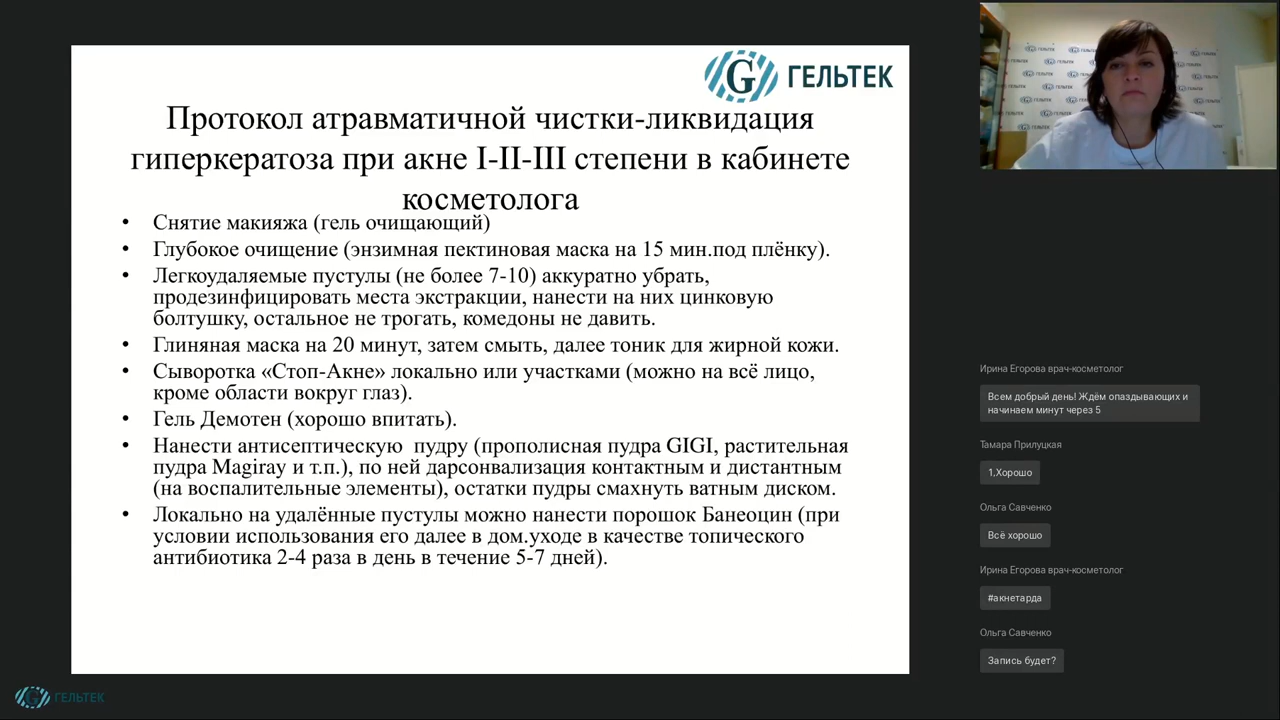 ГЕЛЬТЕК
Протокол атравматичной чистки-ликвидация
гиперкератоза при акне I-II-III степени в кабинете
косметолога
• Снятие макияжа (гель очищающий)
• Глубокое очищение (энзимная пектиновая маска на 15 мин.под плёнку).
• Легкоудаляемые пустулы (не более 7-10) аккуратно убрать,
продезинфицировать места экстракции, нанести на них цинковую
болтушку, остальное не трогать, комедоны не давить.
• Глиняная маска на 20 минут, затем смыть, далее тоник для жирной кожи.
• Сыворотка «Стоп-Акне» локально или участками (можно на всё лицо,
кроме области вокруг глаз).
• Гель Демотен (хорошо впитать).
• Нанести антисептическую пудру (прополисная пудра GIGI, растительная
пудра Magiray и т.п.), по ней дарсонвализация контактным и дистантным
(на воспалительные элементы), остатки пудры смахнуть ватным диском.
• Локально на удалённые пустулы можно нанести порошок Банеоцин (при
условии использования его далее в дом.уходе в качестве топического
антибиотика 2-4 раза в день в течение 5-7 дней).
ГЕЛЬТЕК
Ирина Егорова врач-косметолог
Всем добрый день! Ждём опаздывающих и
начинаем минут через 5
Тамара Прилуцкая
1,Хорошо
Ольга Савченко
Всё хорошо
Ирина Егорова врач-косметолог
#акнетарда
Ольга Савченко
Запись будет?